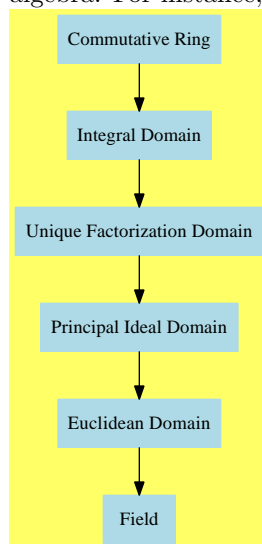 algebra. For instance,
Commutative Ring
Integral Domain
Unique Factorization Domain
Principal Ideal Domain
Euclidean Domain
Field